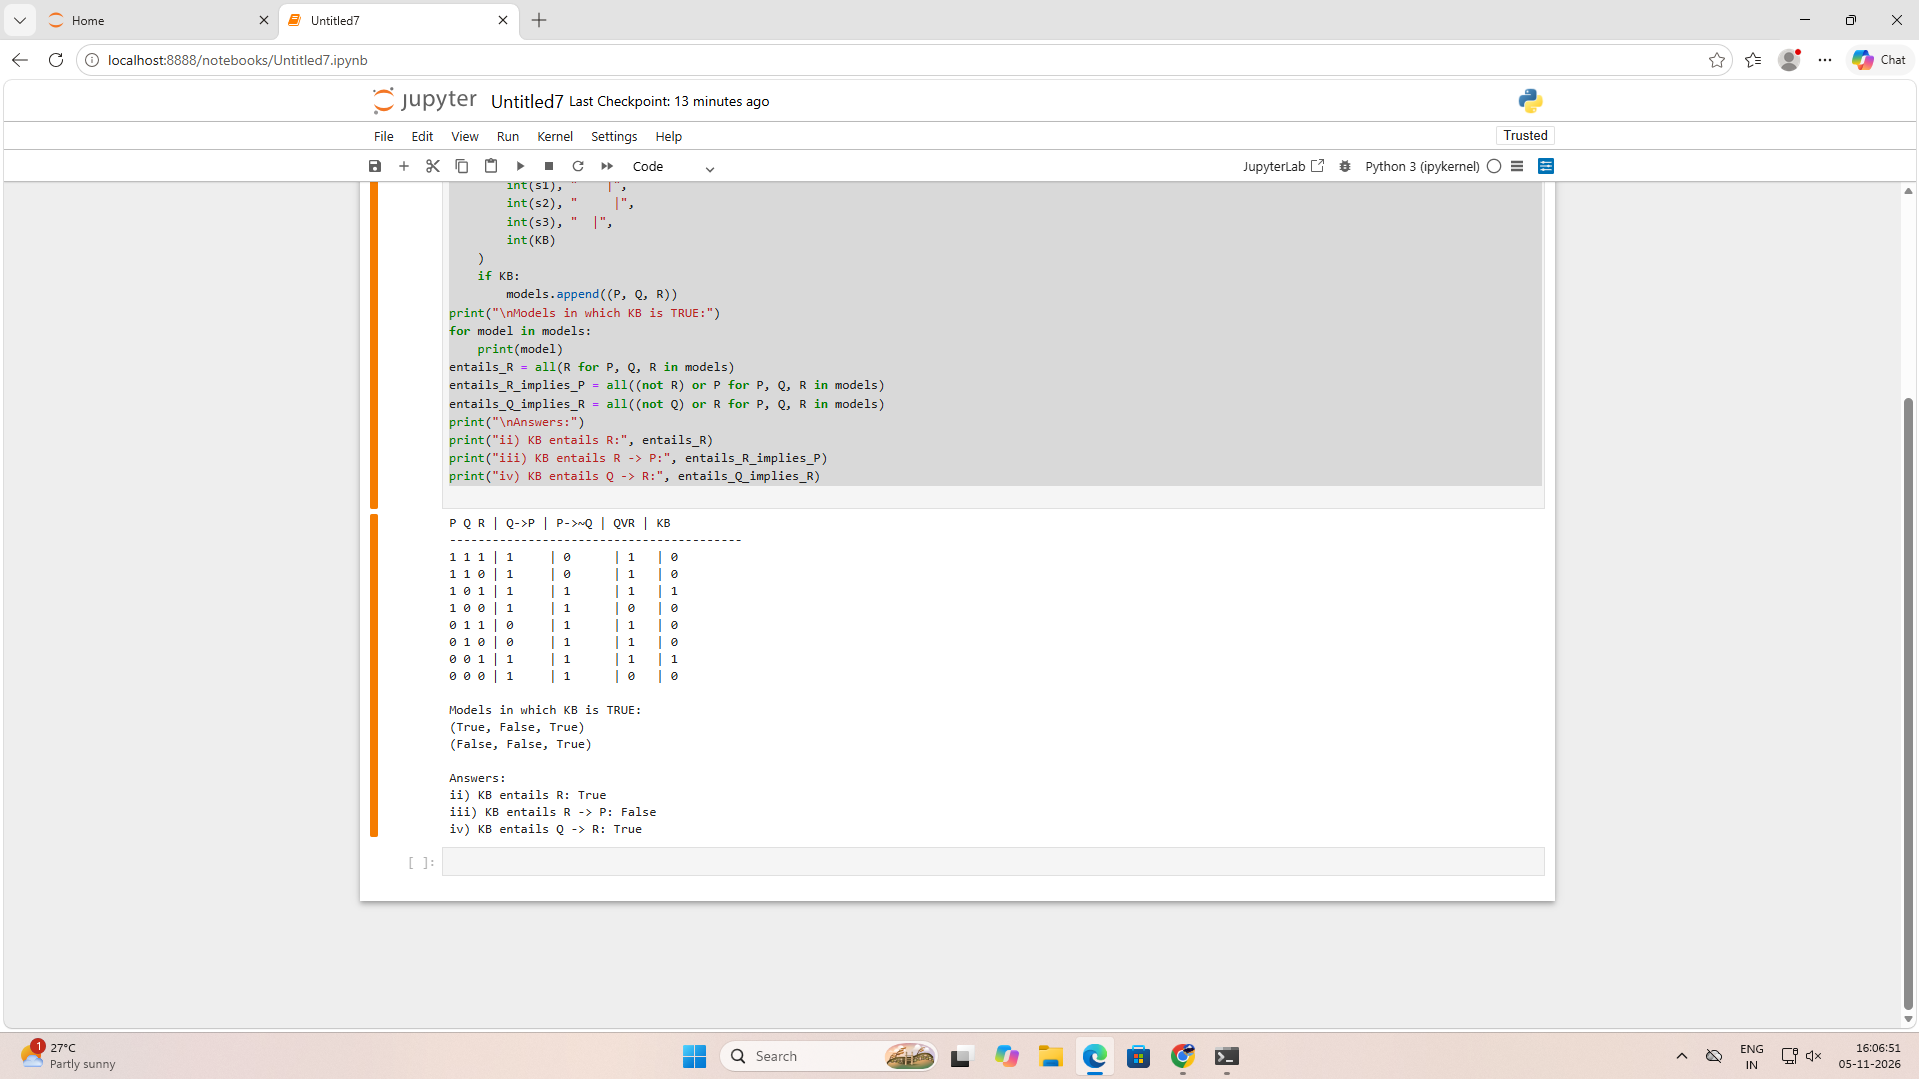 Home
Untitled7
localhost:8888/notebooks/Untitled7.ipynb
Chat
jupyter Untitled7 Last Checkpoint: 13 minutes ago
File Edit View Run Kernel Settings Help
Trusted
Code
JupyterLab
Python 3 (ipykernel)
int(s1), "    |",
int(s2), "     |",
int(s3), "  |",
int(KB)
)
if KB:
models.append((P, Q, R))
print("\nModels in which KB is TRUE:")
for model in models:
print(model)
entails_R = all(R for P, Q, R in models)
entails_R_implies_P = all((not R) or P for P, Q, R in models)
entails_Q_implies_R = all((not Q) or R for P, Q, R in models)
print("\nAnswers:")
print("ii) KB entails R:", entails_R)
print("iii) KB entails R -> P:", entails_R_implies_P)
print("iv) KB entails Q -> R:", entails_Q_implies_R)
P Q R | Q->P | P->~Q | QVR | KB
-----------------------------------------
1 1 1 | 1     | 0      | 1   | 0
1 1 0 | 1     | 0      | 1   | 0
1 0 1 | 1     | 1      | 1   | 1
1 0 0 | 1     | 1      | 0   | 0
0 1 1 | 0     | 1      | 1   | 0
0 1 0 | 0     | 1      | 1   | 0
0 0 1 | 1     | 1      | 1   | 1
0 0 0 | 1     | 1      | 0   | 0
Models in which KB is TRUE:
(True, False, True)
(False, False, True)
Answers:
ii) KB entails R: True
iii) KB entails R -> P: False
iv) KB entails Q -> R: True
[ ]:
1
27°C
Partly sunny
Search
ENG
IN
16:06:51
05-11-2026